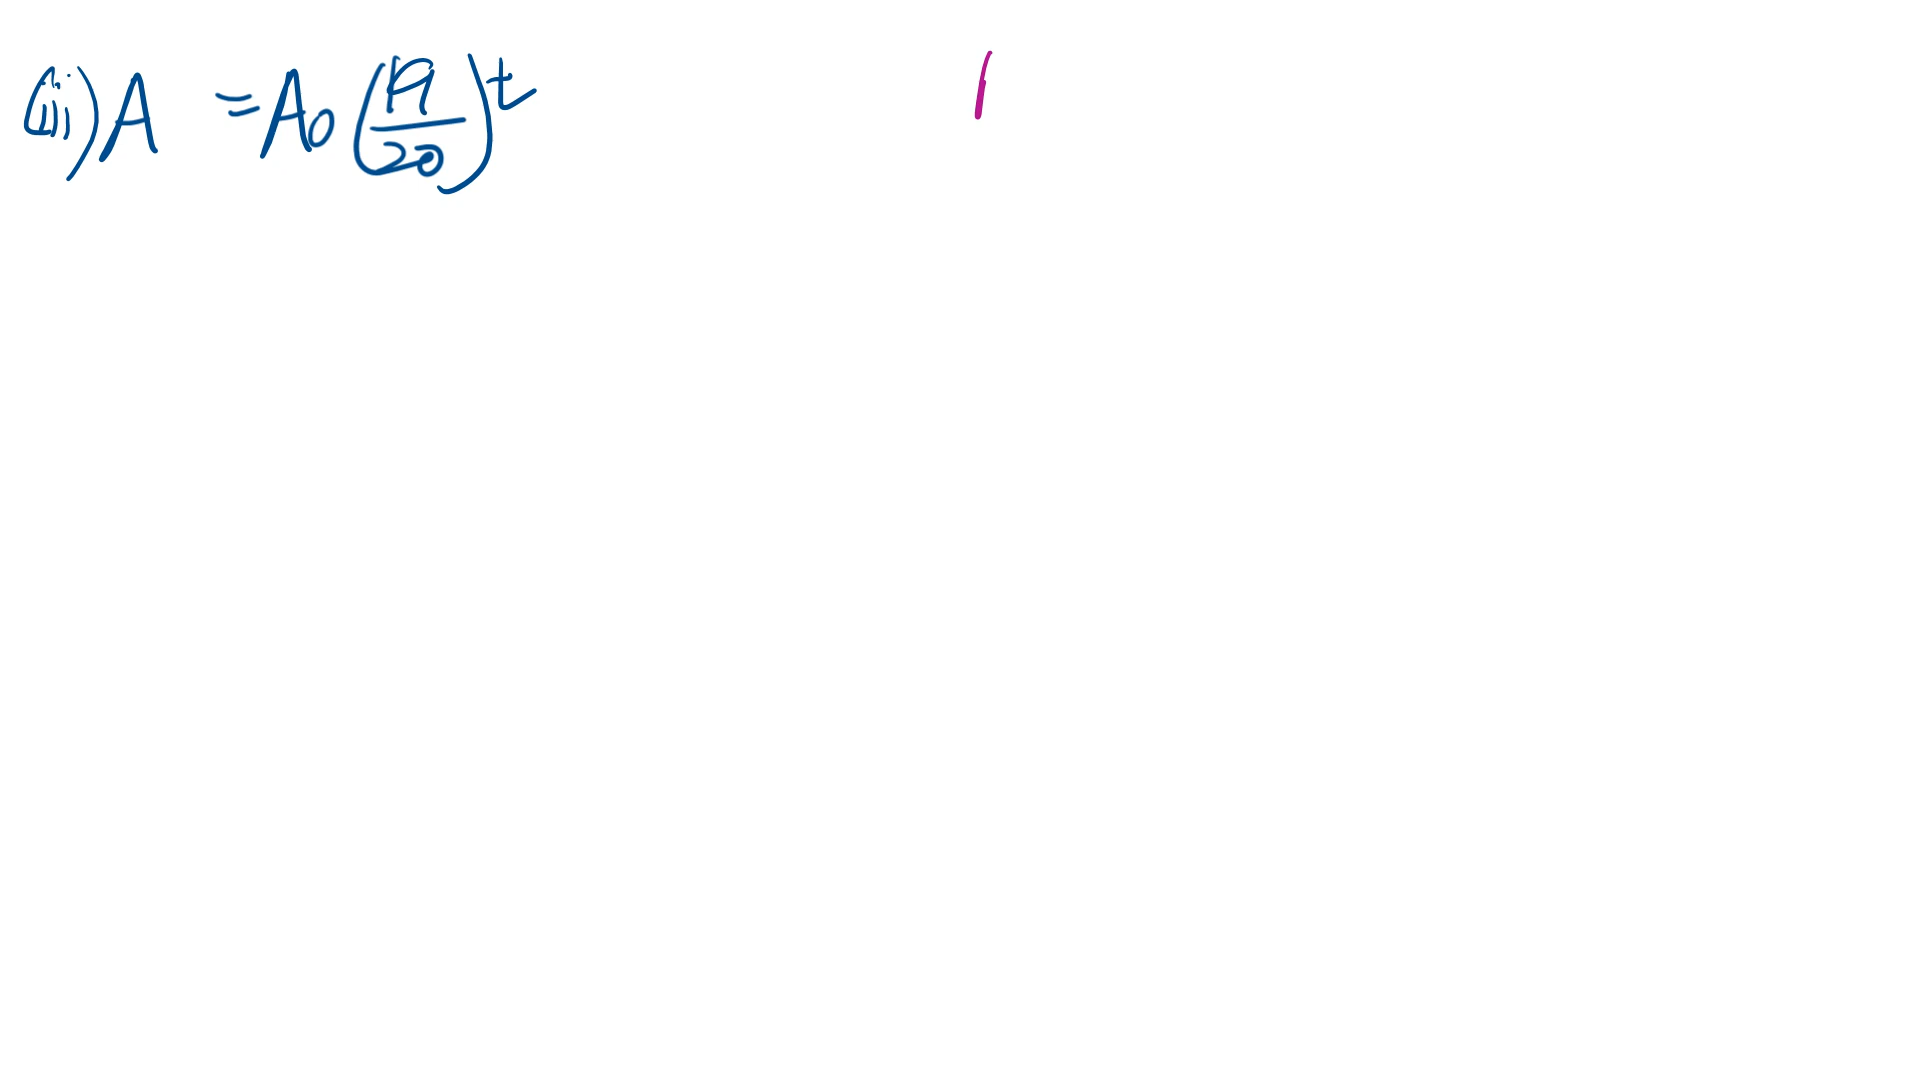 (iii) A = A₀(19/20)^t